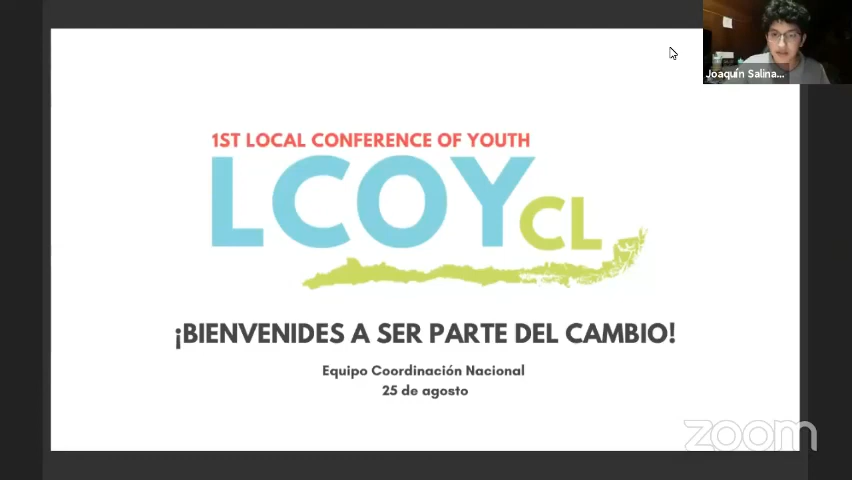 Joaquín Salina...
1ST LOCAL CONFERENCE OF YOUTH
LCOY CL
¡BIENVENIDES A SER PARTE DEL CAMBIO!
Equipo Coordinación Nacional
25 de agosto
zoom